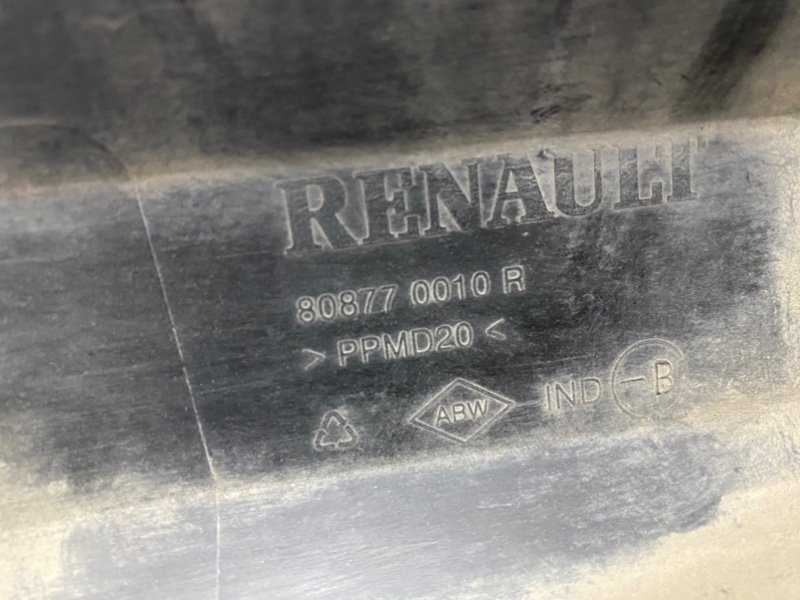 RENAULT
80877 0010 R
> PPMD20 <
ABW IND -B